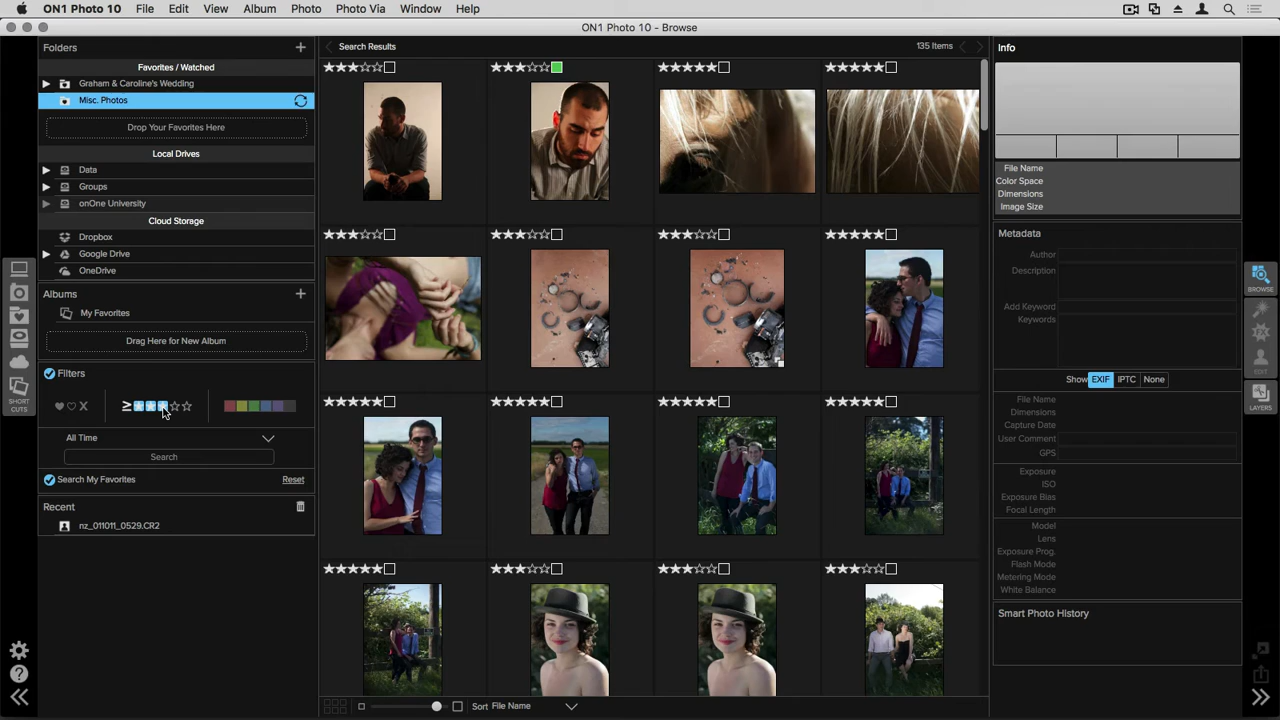 ON1 Photo 10 File Edit View Album Photo Photo Via Window Help
ON1 Photo 10 - Browse
Folders
Favorites / Watched
Graham & Caroline's Wedding
Misc. Photos
Drop Your Favorites Here
Local Drives
Data
Groups
onOne University
Cloud Storage
Dropbox
Google Drive
OneDrive
Albums
My Favorites
Drag Here for New Album
Filters
All Time
Search
Search My Favorites Reset
Recent
nz_011011_0529.CR2
SHORT
CUTS
Search Results 135 Items
Sort File Name
Info
File Name
Color Space
Dimensions
Image Size
Metadata
Author
Description
Add Keyword
Keywords
Show EXIF IPTC None
File Name
Dimensions
Capture Date
User Comment
GPS
Exposure
ISO
Exposure Bias
Focal Length
Model
Lens
Exposure Prog.
Flash Mode
Metering Mode
White Balance
Smart Photo History
BROWSE
EDIT
LAYERS